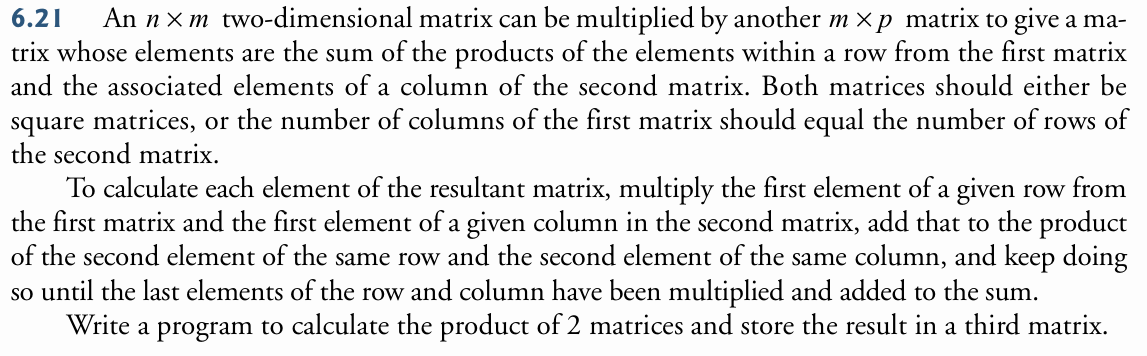 6.21 An n × m two-dimensional matrix can be multiplied by another m × p matrix to give a ma-
trix whose elements are the sum of the products of the elements within a row from the first matrix
and the associated elements of a column of the second matrix. Both matrices should either be
square matrices, or the number of columns of the first matrix should equal the number of rows of
the second matrix.
To calculate each element of the resultant matrix, multiply the first element of a given row from
the first matrix and the first element of a given column in the second matrix, add that to the product
of the second element of the same row and the second element of the same column, and keep doing
so until the last elements of the row and column have been multiplied and added to the sum.
Write a program to calculate the product of 2 matrices and store the result in a third matrix.